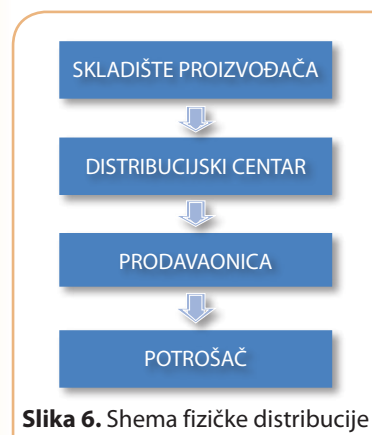 SKLADIŠTE PROIZVOĐAČA
DISTRIBUCIJSKI CENTAR
PRODAVAONICA
POTROŠAČ
Slika 6. Shema fizičke distribucije